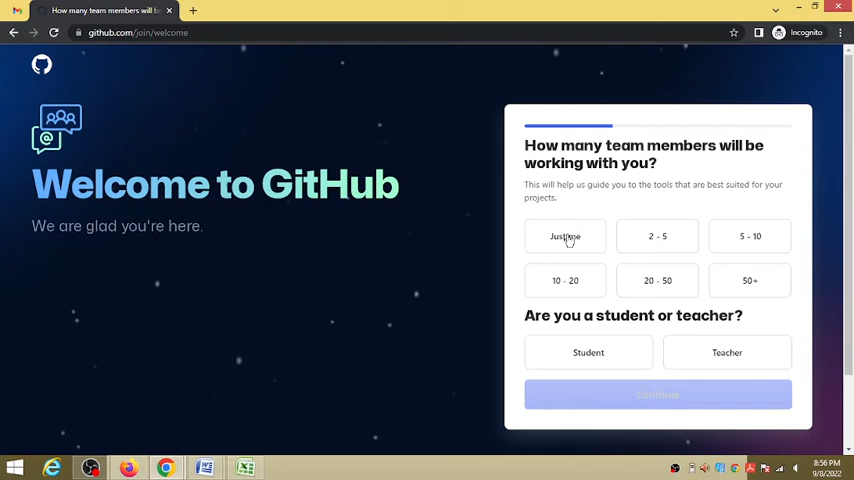 How many team members will b
github.com/join/welcome
Incognito
Welcome to GitHub
We are glad you're here.
How many team members will be
working with you?
This will help us guide you to the tools that are best suited for your
projects.
Just me
2 - 5
5 - 10
10 - 20
20 - 50
50+
Are you a student or teacher?
Student
Teacher
Continue
8:56 PM
9/8/2022